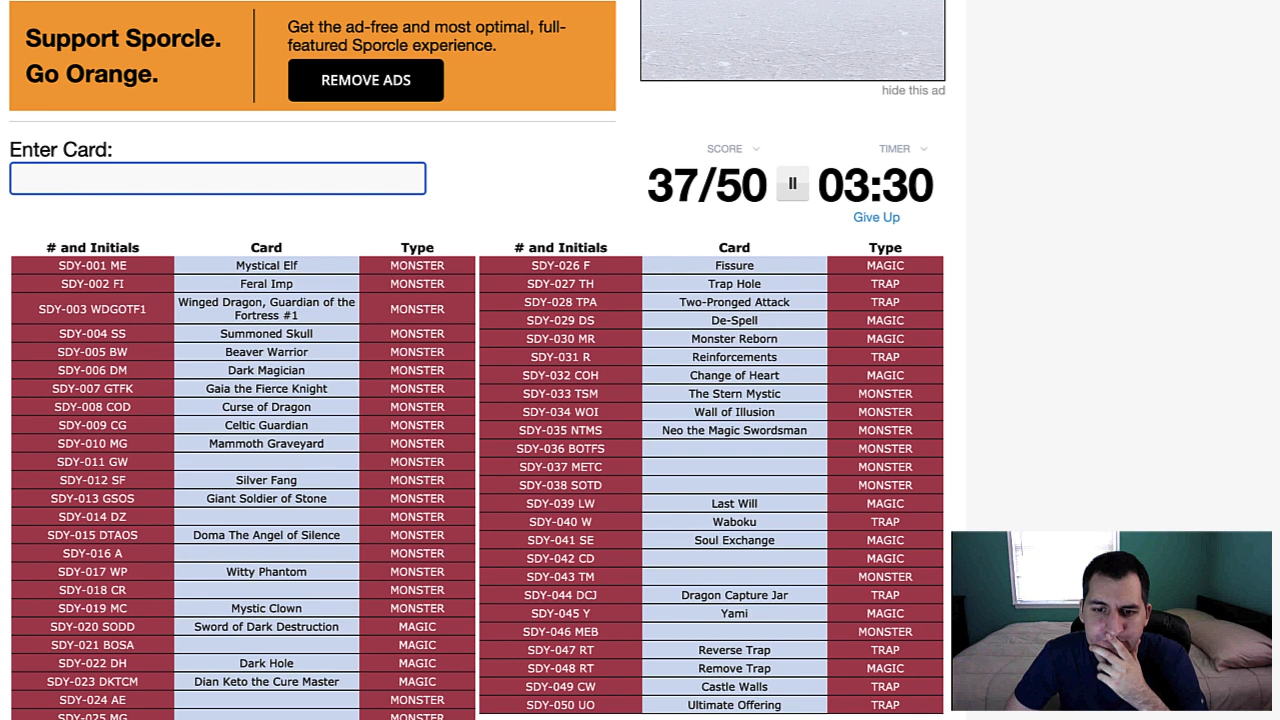 Support Sporcle.
Go Orange.
Get the ad-free and most optimal, full-
featured Sporcle experience.
REMOVE ADS
hide this ad
Enter Card:
SCORE
TIMER
37/50
03:30
Give Up
# and Initials Card Type
SDY-001 ME Mystical Elf MONSTER
SDY-002 FI Feral Imp MONSTER
SDY-003 WDGOTF1 Winged Dragon, Guardian of the
Fortress #1 MONSTER
SDY-004 SS Summoned Skull MONSTER
SDY-005 BW Beaver Warrior MONSTER
SDY-006 DM Dark Magician MONSTER
SDY-007 GTFK Gaia the Fierce Knight MONSTER
SDY-008 COD Curse of Dragon MONSTER
SDY-009 CG Celtic Guardian MONSTER
SDY-010 MG Mammoth Graveyard MONSTER
SDY-011 GW MONSTER
SDY-012 SF Silver Fang MONSTER
SDY-013 GSOS Giant Soldier of Stone MONSTER
SDY-014 DZ MONSTER
SDY-015 DTAOS Doma The Angel of Silence MONSTER
SDY-016 A MONSTER
SDY-017 WP Witty Phantom MONSTER
SDY-018 CR MONSTER
SDY-019 MC Mystic Clown MONSTER
SDY-020 SODD Sword of Dark Destruction MAGIC
SDY-021 BOSA MAGIC
SDY-022 DH Dark Hole MAGIC
SDY-023 DKTCM Dian Keto the Cure Master MAGIC
SDY-024 AE MONSTER
SDY-025 MG MONSTER
# and Initials Card Type
SDY-026 F Fissure MAGIC
SDY-027 TH Trap Hole TRAP
SDY-028 TPA Two-Pronged Attack TRAP
SDY-029 DS De-Spell MAGIC
SDY-030 MR Monster Reborn MAGIC
SDY-031 R Reinforcements TRAP
SDY-032 COH Change of Heart MAGIC
SDY-033 TSM The Stern Mystic MONSTER
SDY-034 WOI Wall of Illusion MONSTER
SDY-035 NTMS Neo the Magic Swordsman MONSTER
SDY-036 BOTFS MONSTER
SDY-037 METC MONSTER
SDY-038 SOTD MONSTER
SDY-039 LW Last Will MAGIC
SDY-040 W Waboku TRAP
SDY-041 SE Soul Exchange MAGIC
SDY-042 CD MAGIC
SDY-043 TM MONSTER
SDY-044 DCJ Dragon Capture Jar TRAP
SDY-045 Y Yami MAGIC
SDY-046 MEB MONSTER
SDY-047 RT Reverse Trap TRAP
SDY-048 RT Remove Trap MAGIC
SDY-049 CW Castle Walls TRAP
SDY-050 UO Ultimate Offering TRAP